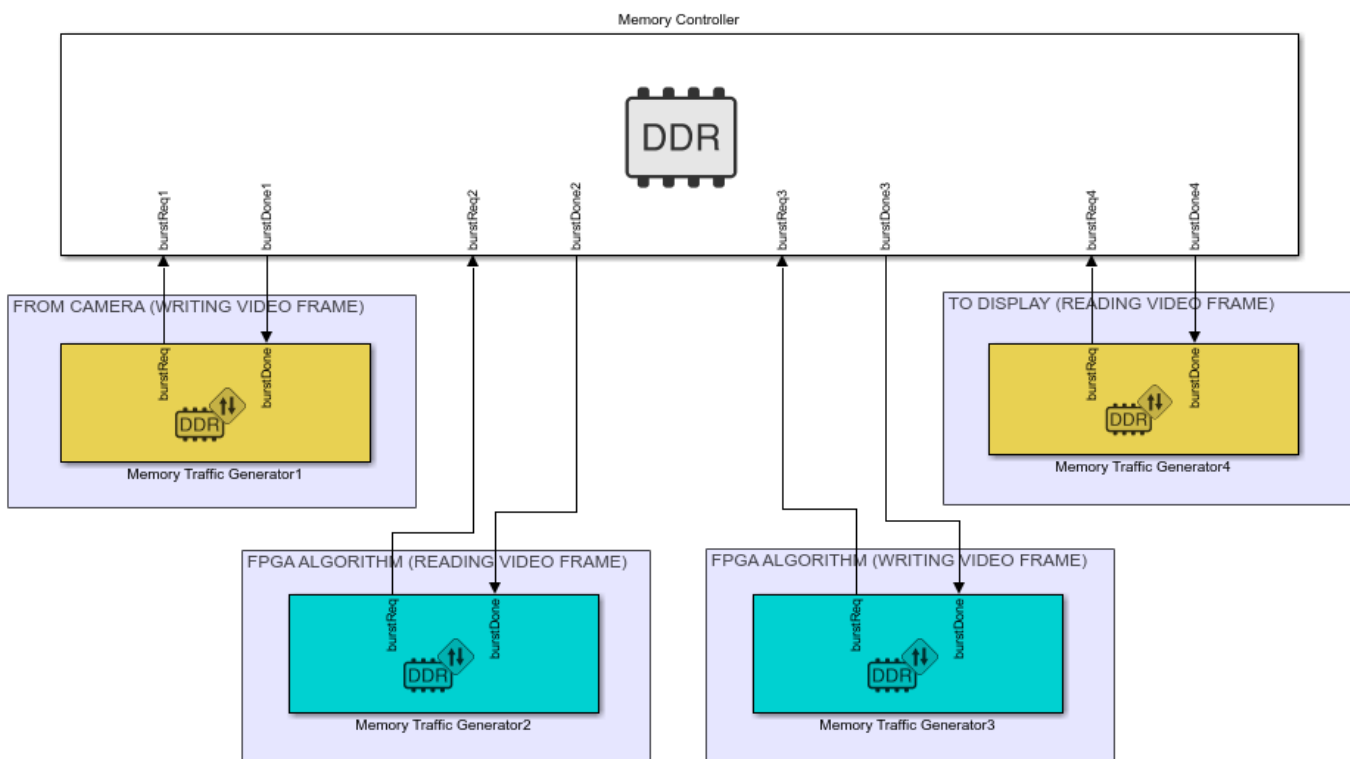 Memory Controller
DDR
burstReq1
burstDone1
burstReq2
burstDone2
burstReq3
burstDone3
burstReq4
burstDone4
FROM CAMERA (WRITING VIDEO FRAME)
burstReq
burstDone
DDR
Memory Traffic Generator1
TO DISPLAY (READING VIDEO FRAME)
burstReq
burstDone
DDR
Memory Traffic Generator4
FPGA ALGORITHM (READING VIDEO FRAME)
burstReq
burstDone
DDR
Memory Traffic Generator2
FPGA ALGORITHM (WRITING VIDEO FRAME)
burstReq
burstDone
DDR
Memory Traffic Generator3